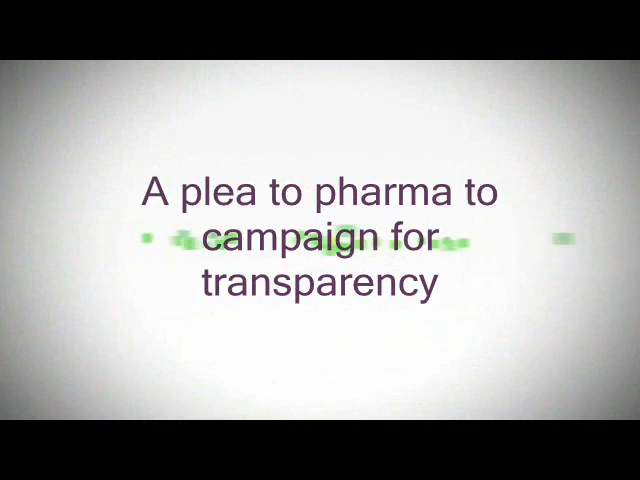 A plea to pharma to
campaign for
transparency